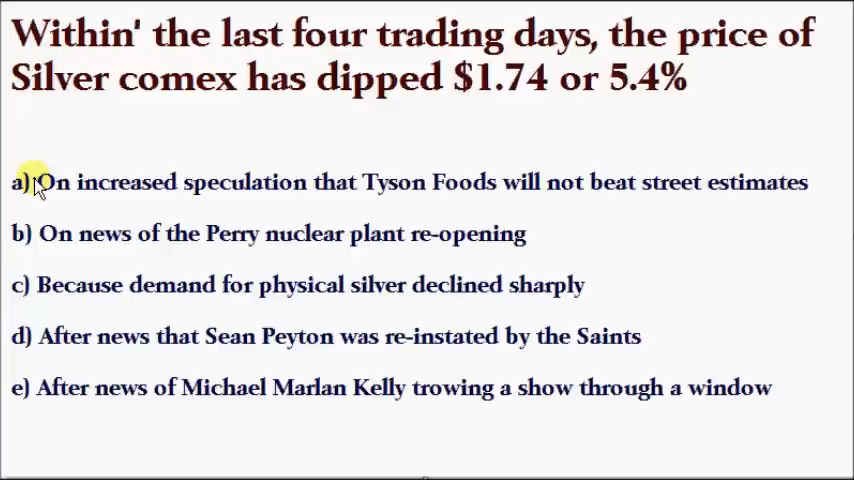 Within' the last four trading days, the price of
Silver comex has dipped $1.74 or 5.4%
a) On increased speculation that Tyson Foods will not beat street estimates
b) On news of the Perry nuclear plant re-opening
c) Because demand for physical silver declined sharply
d) After news that Sean Peyton was re-instated by the Saints
e) After news of Michael Marlan Kelly trowing a show through a window